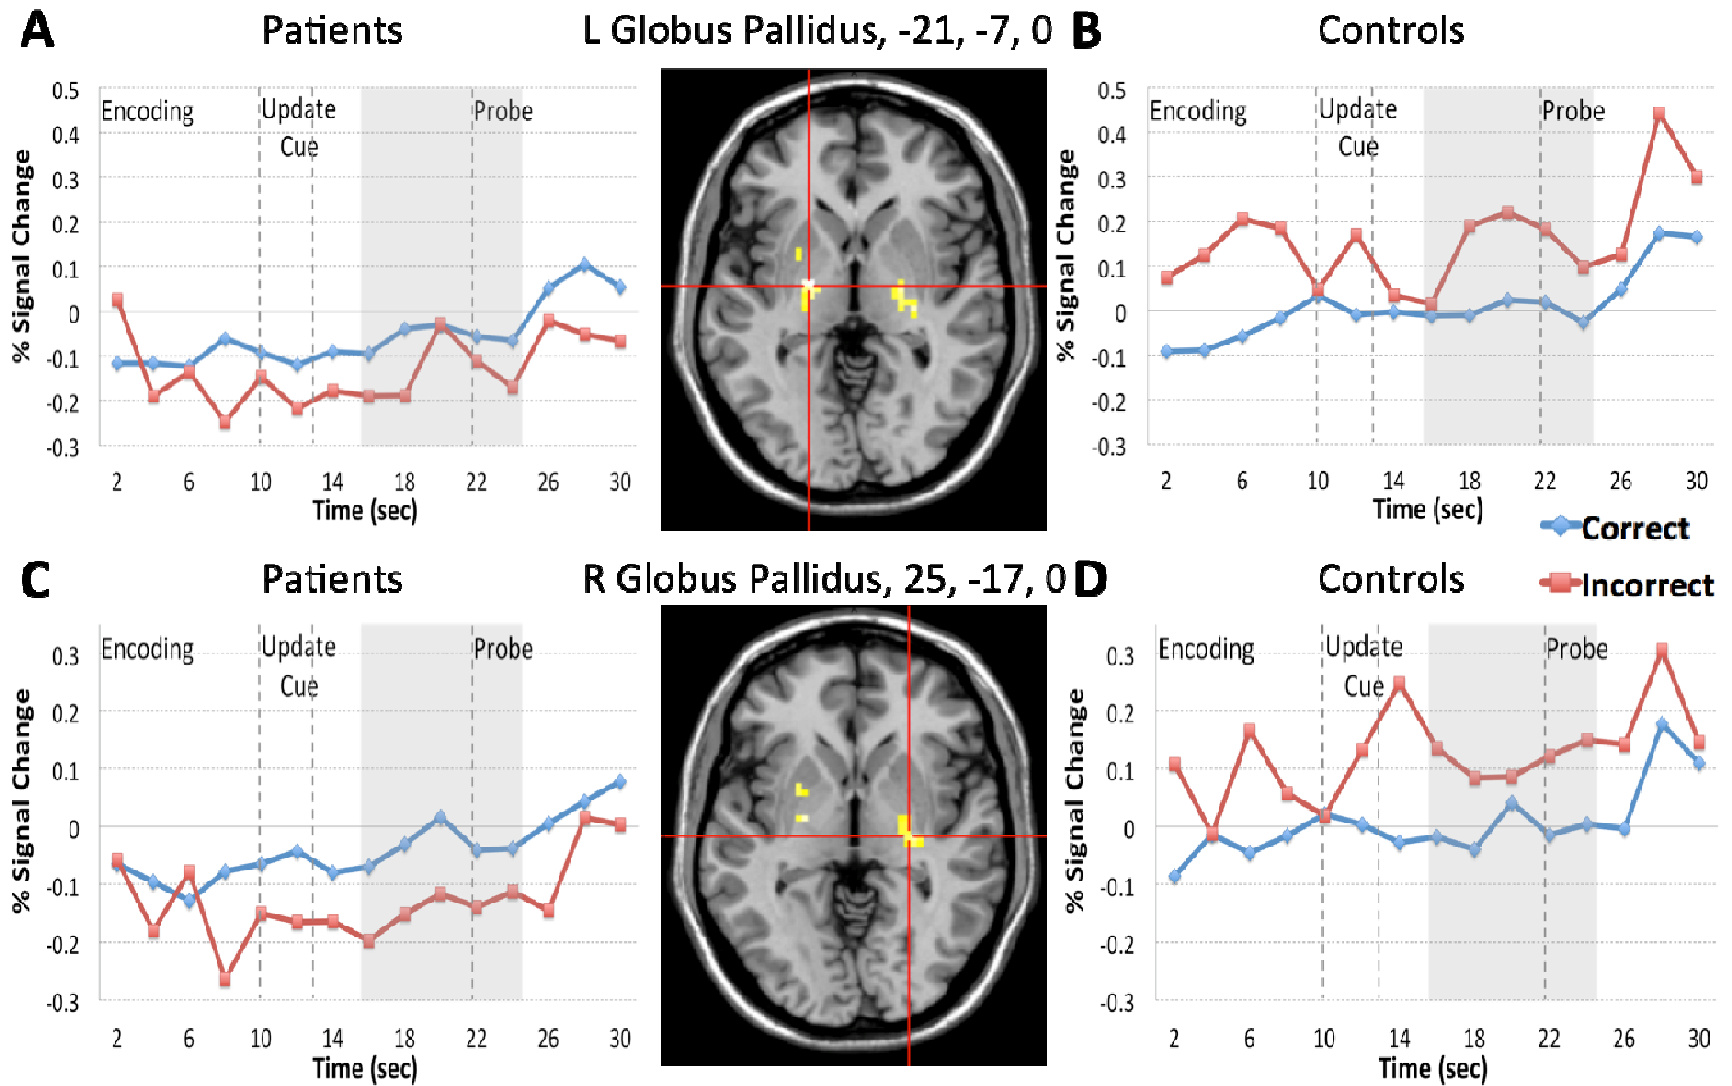 A Patients L Globus Pallidus, -21, -7, 0 B Controls
% Signal Change
0.5
0.4
0.3
0.2
0.1
0
-0.1
-0.2
-0.3
Encoding Update Probe
Cue
2 6 10 14 18 22 26 30
Time (sec)
% Signal Change
0.5
0.4
0.3
0.2
0.1
0
-0.1
-0.2
-0.3
Encoding Update Probe
Cue
2 6 10 14 18 22 26 30
Time (sec)
Correct
Incorrect
C Patients R Globus Pallidus, 25, -17, 0 D Controls
% Signal Change
0.3
0.2
0.1
0
-0.1
-0.2
-0.3
Encoding Update Probe
Cue
2 6 10 14 18 22 26 30
Time (sec)
% Signal Change
0.3
0.2
0.1
0
-0.1
-0.2
-0.3
Encoding Update Probe
Cue
2 6 10 14 18 22 26 30
Time (sec)